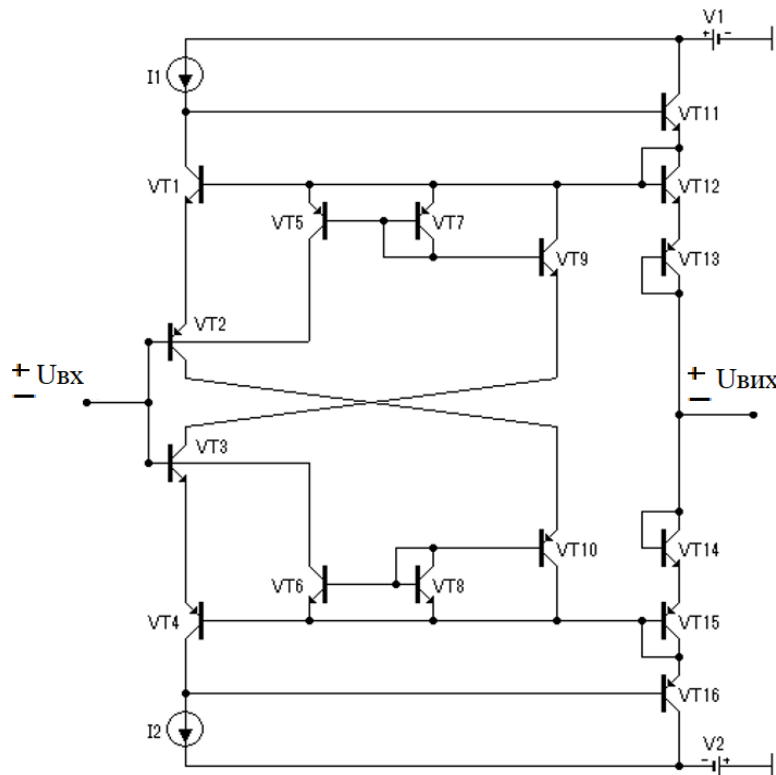 V1
I1
VT11
VT1
VT12
VT5
VT7
VT9
VT13
VT2
+ Uвх
−
+ Uвих
−
VT3
VT10
VT14
VT6
VT8
VT4
VT15
VT16
I2
V2
+ -
- +